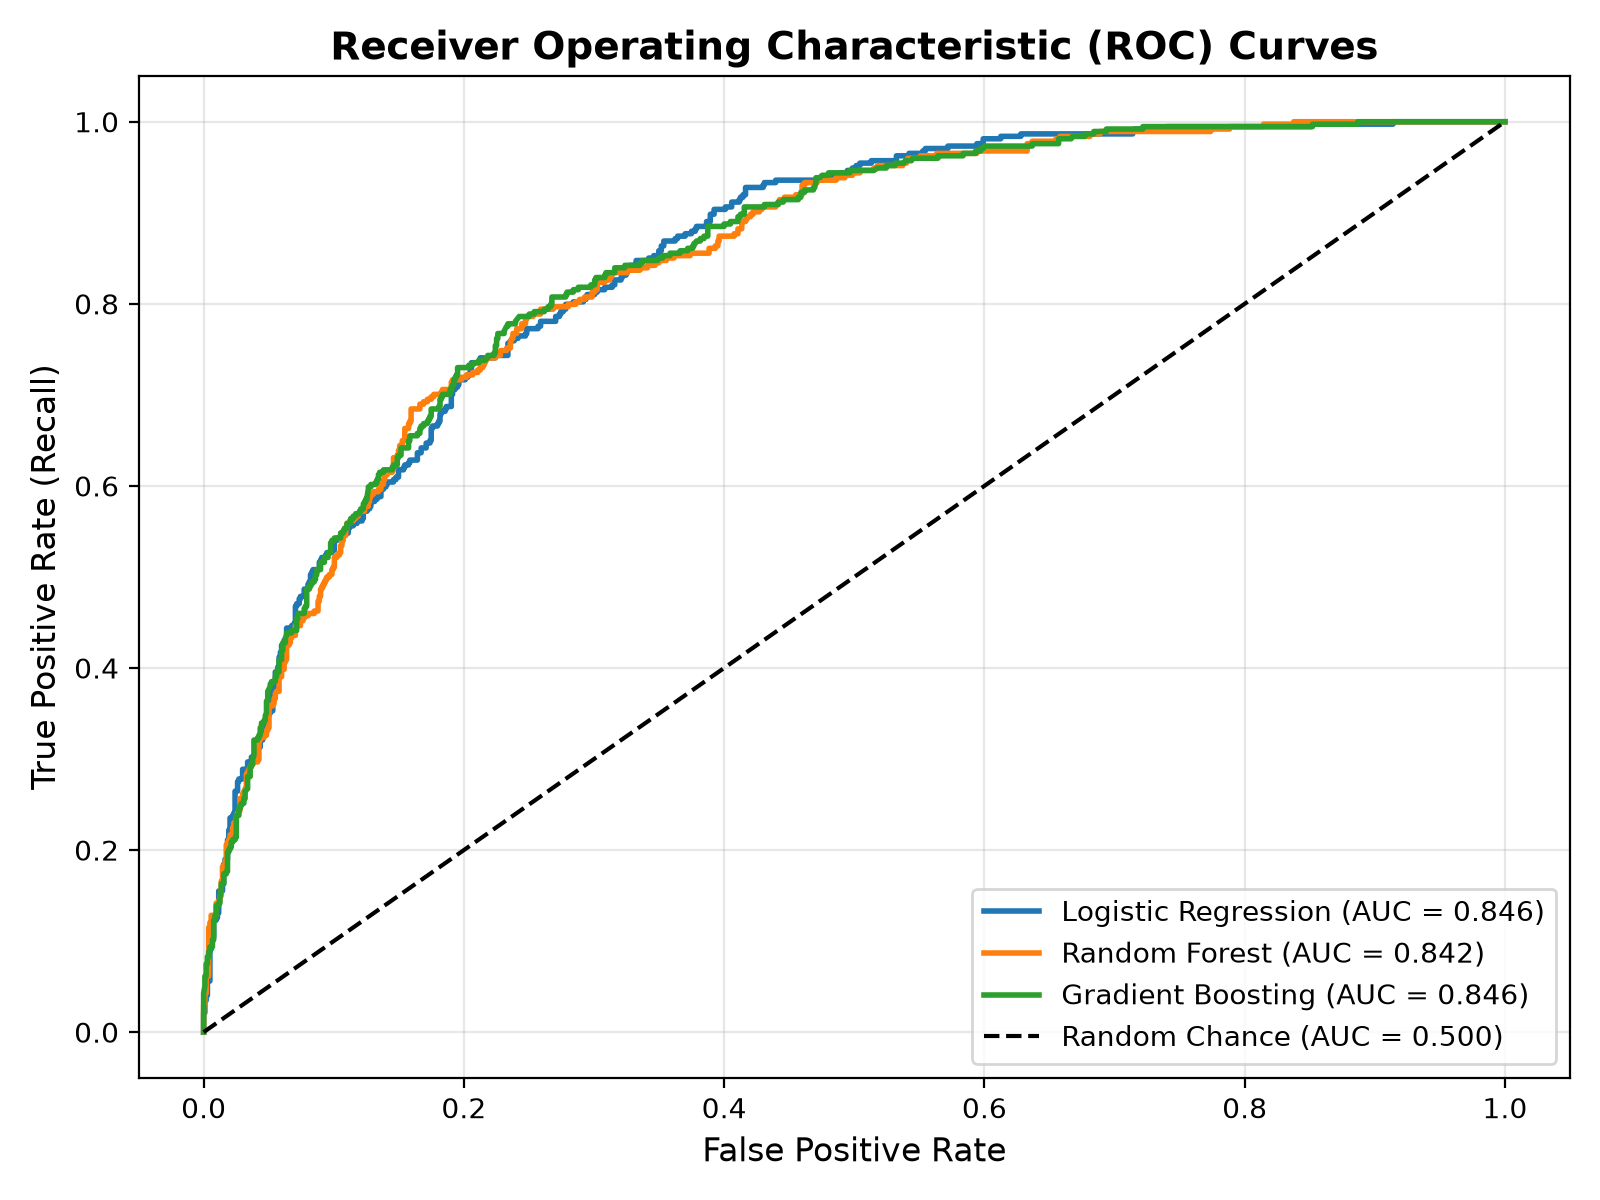 Receiver Operating Characteristic (ROC) Curves
True Positive Rate (Recall)
1.0
0.8
0.6
0.4
0.2
0.0
Logistic Regression (AUC = 0.846)
Random Forest (AUC = 0.842)
Gradient Boosting (AUC = 0.846)
Random Chance (AUC = 0.500)
0.0 0.2 0.4 0.6 0.8 1.0
False Positive Rate